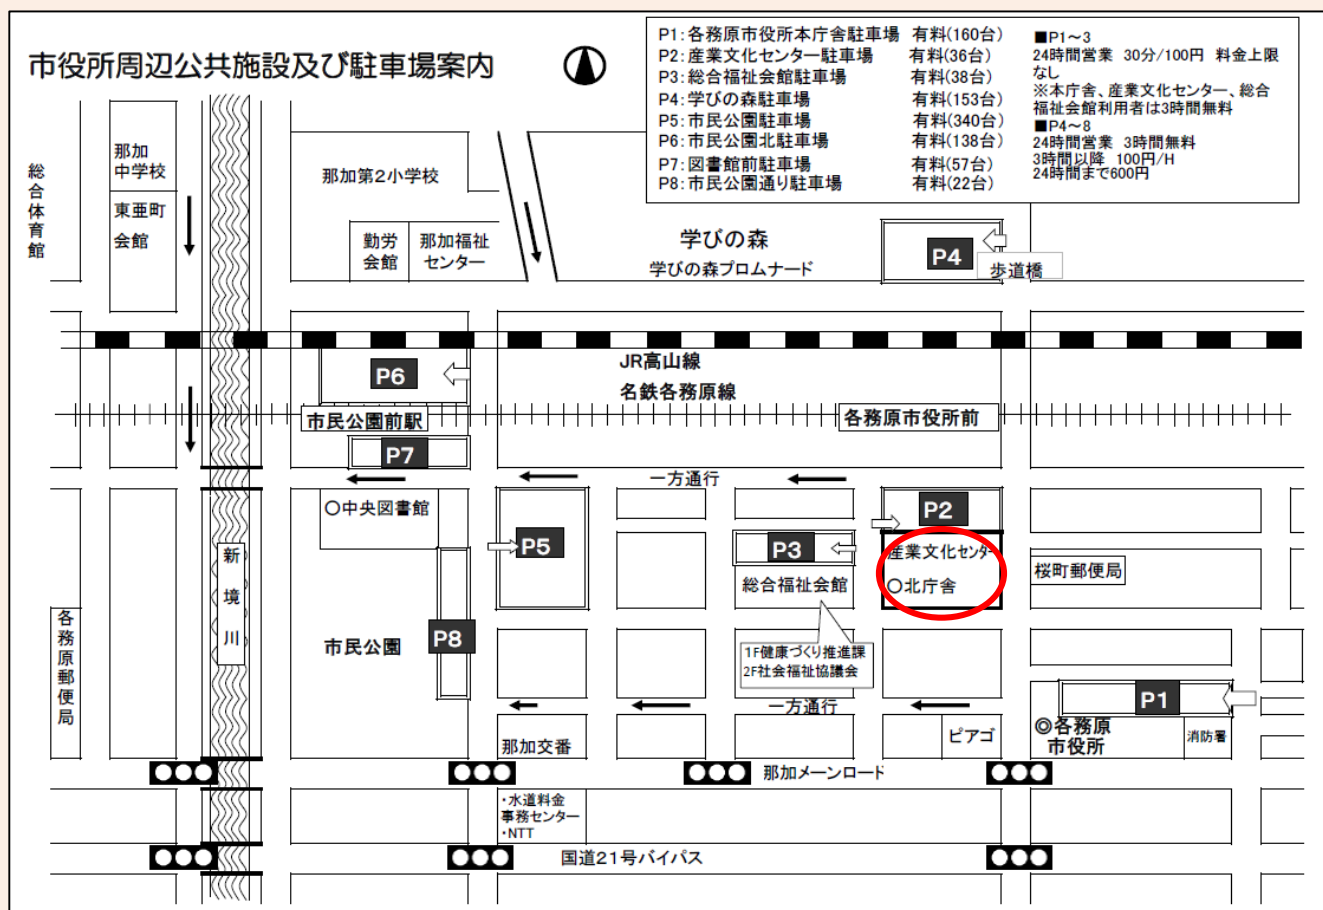 市役所周辺公共施設及び駐車場案内
P1:各務原市役所本庁舎駐車場 有料(160台)
P2:産業文化センター駐車場 有料(36台)
P3:総合福祉会館駐車場 有料(38台)
P4:学びの森駐車場 有料(153台)
P5:市民公園駐車場 有料(340台)
P6:市民公園北駐車場 有料(138台)
P7:図書館前駐車場 有料(57台)
P8:市民公園通り駐車場 有料(22台)
■P1～3
24時間営業 30分/100円 料金上限
なし
※本庁舎、産業文化センター、総合
福祉会館利用者は3時間無料
■P4～8
24時間営業 3時間無料
3時間以降 100円/H
24時間まで600円
総合体育館
那加
中学校
東亜町
会館
那加第2小学校
勤労
会館
那加福祉
センター
学びの森
学びの森プロムナード
P4
歩道橋
JR高山線
名鉄各務原線
P6
市民公園前駅
各務原市役所前
P7
一方通行
〇中央図書館
P5
P3
総合福祉会館
P2
産業文化センター
〇北庁舎
桜町郵便局
新境川
各務原郵便局
市民公園
P8
1F健康づくり推進課
2F社会福祉協議会
一方通行
P1
那加交番
ピアゴ
◎各務原
市役所
消防署
那加メーンロード
・水道料金
事務センター
・NTT
国道21号バイパス